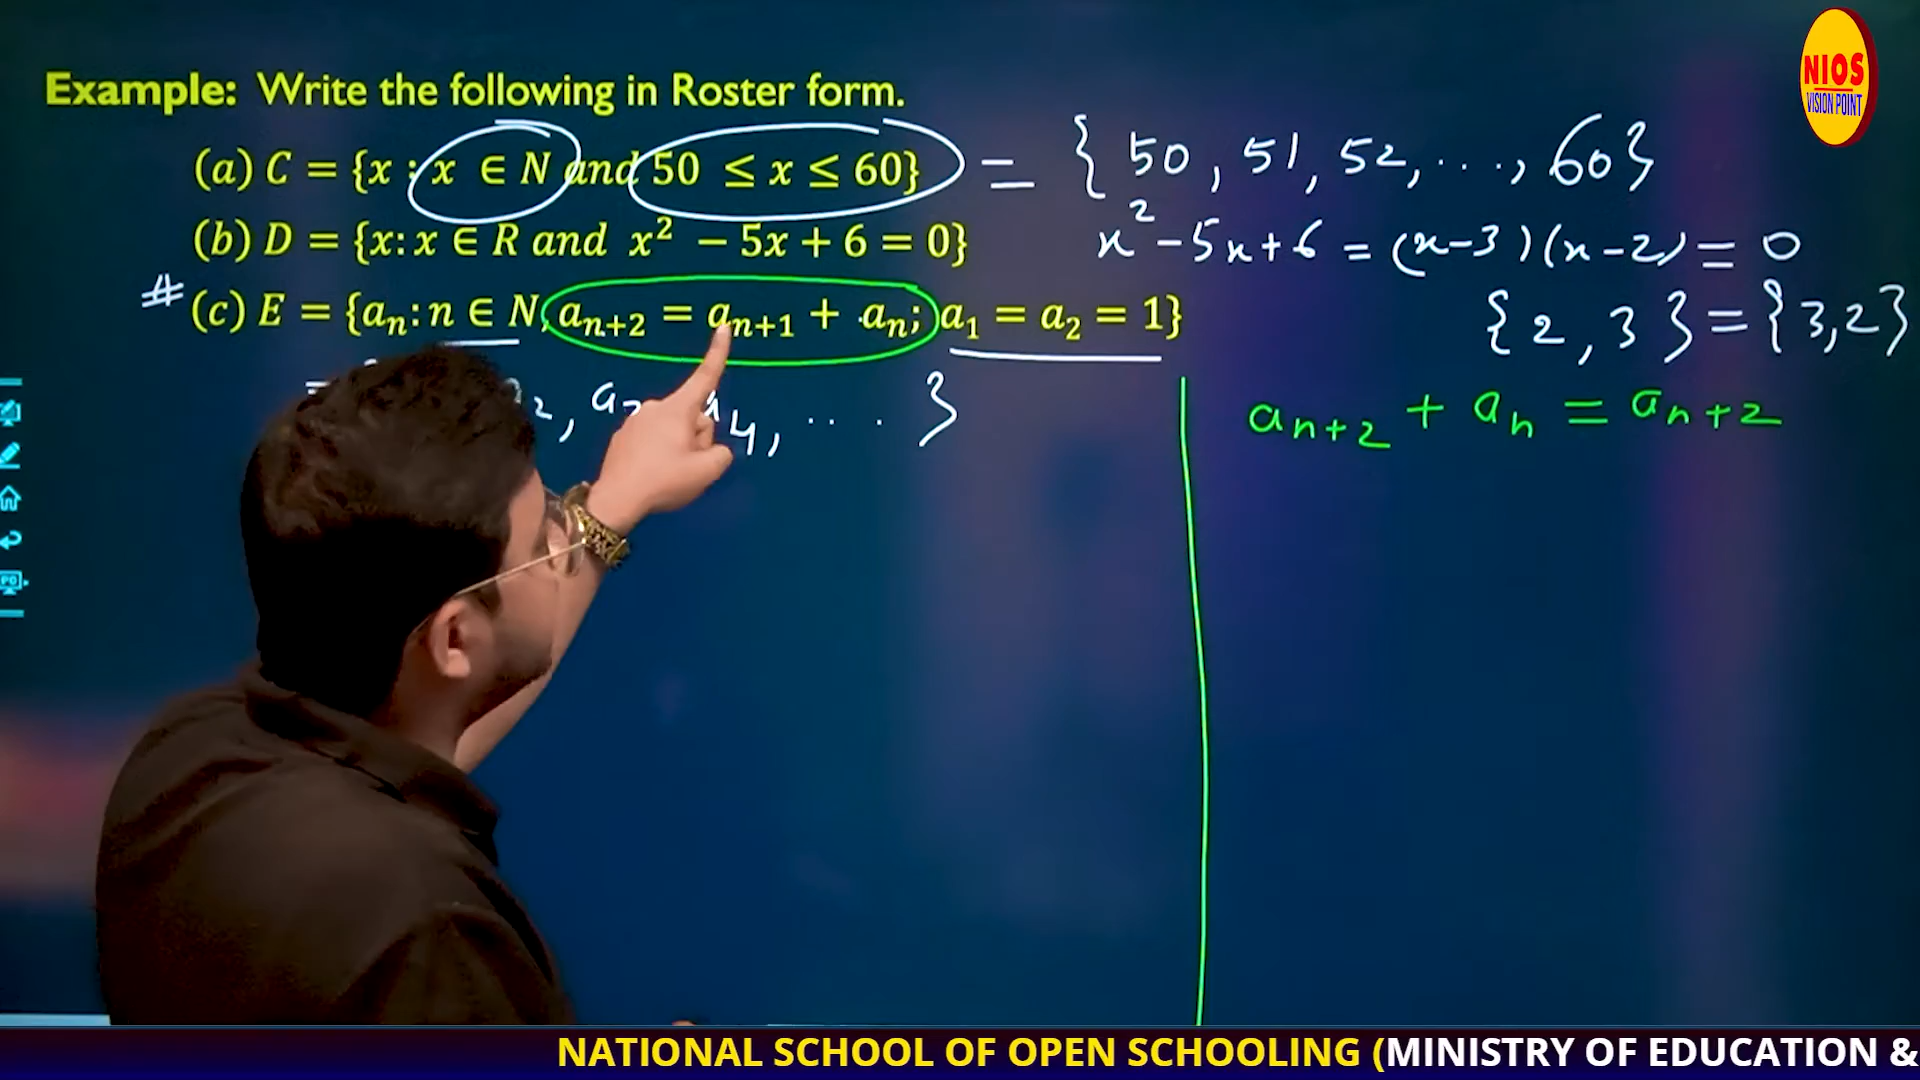 NIOS
VISION POINT
Example: Write the following in Roster form.
(a) C = {x : x ∈ N and 50 ≤ x ≤ 60} = { 50 , 51 , 52 , . . . , 60 }
(b) D = {x: x ∈ R and x² − 5x + 6 = 0} x² − 5x + 6 = (x−3)(x−2) = 0
{ 2 , 3 } = { 3, 2 }
# (c) E = {aₙ: n ∈ N, aₙ₊₂ = aₙ₊₁ + aₙ; a₁ = a₂ = 1}
= ₂ , a a₄ , . . . }
aₙ₊₂ + aₙ = aₙ₊₂
NATIONAL SCHOOL OF OPEN SCHOOLING (MINISTRY OF EDUCATION &